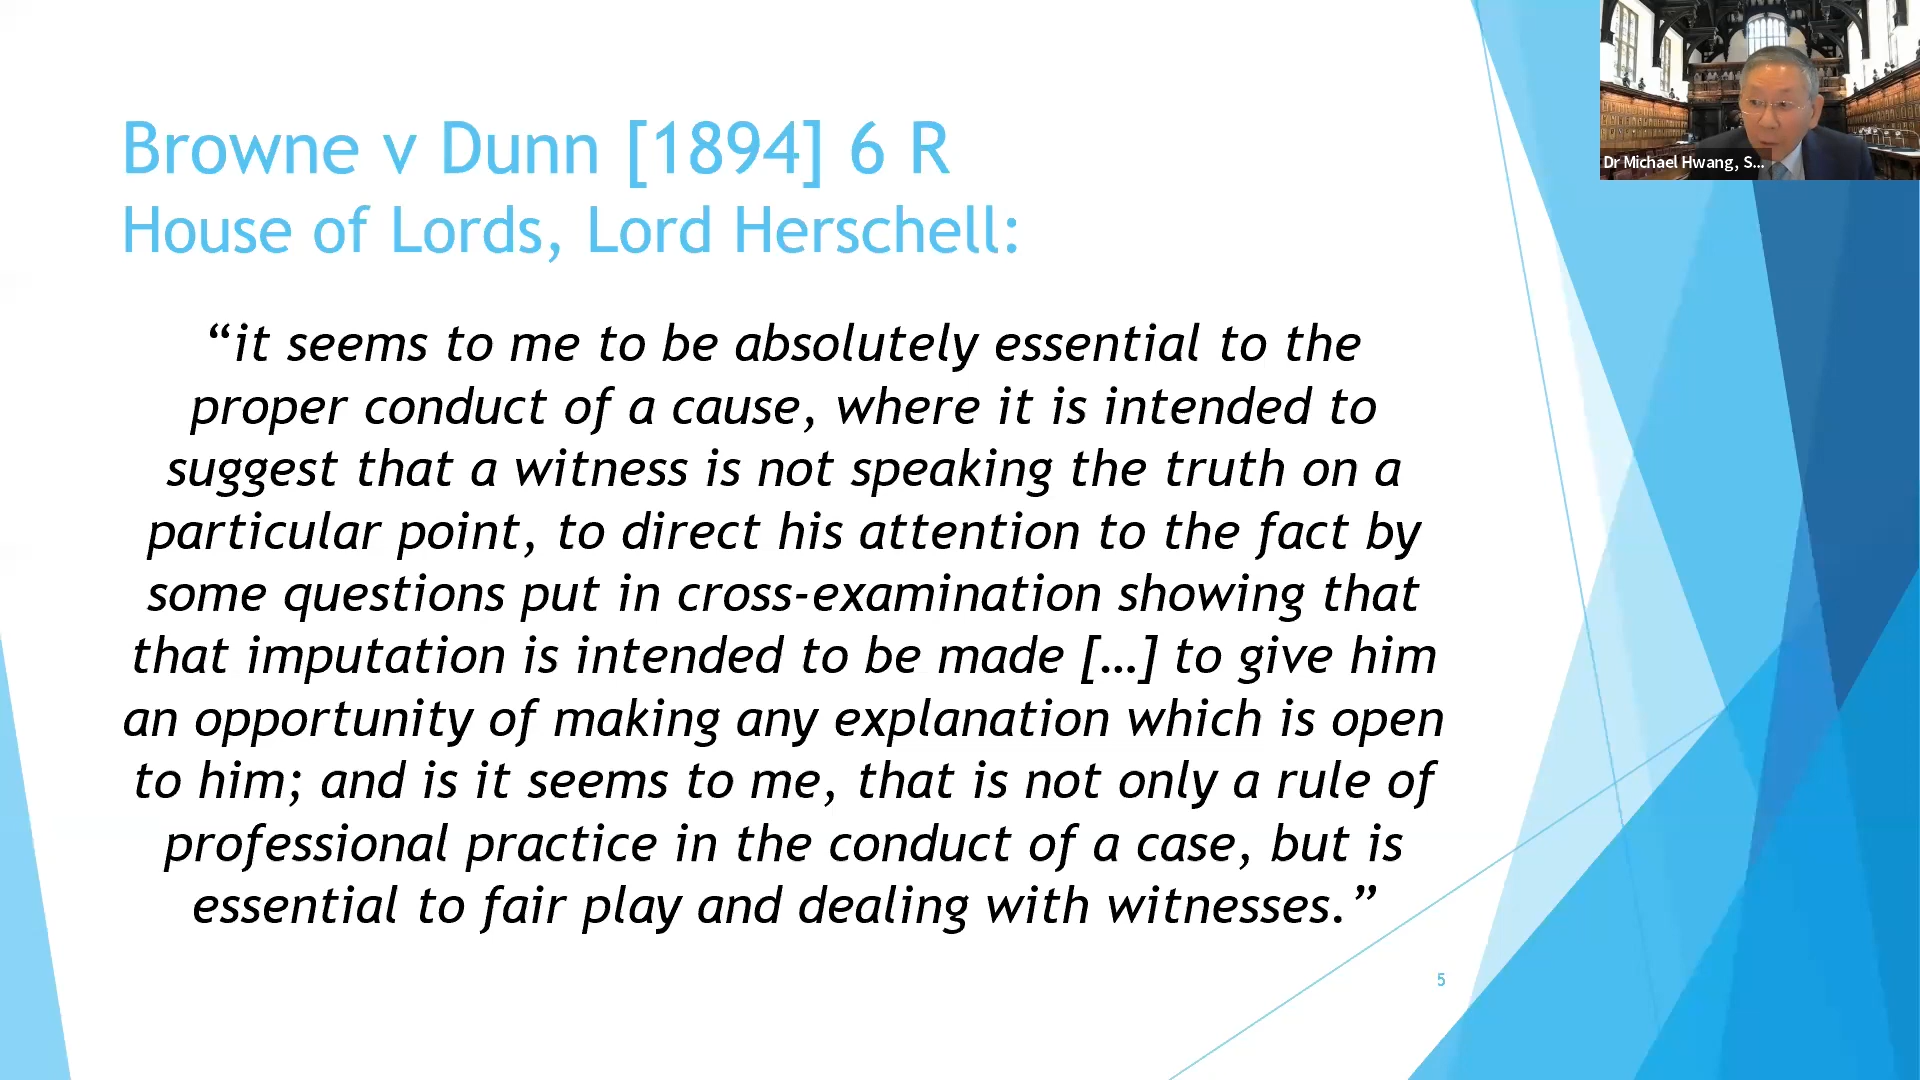 Browne v Dunn [1894] 6 R
House of Lords, Lord Herschell:
“it seems to me to be absolutely essential to the
proper conduct of a cause, where it is intended to
suggest that a witness is not speaking the truth on a
particular point, to direct his attention to the fact by
some questions put in cross-examination showing that
that imputation is intended to be made […] to give him
an opportunity of making any explanation which is open
to him; and is it seems to me, that is not only a rule of
professional practice in the conduct of a case, but is
essential to fair play and dealing with witnesses.”
5
Dr Michael Hwang, S...